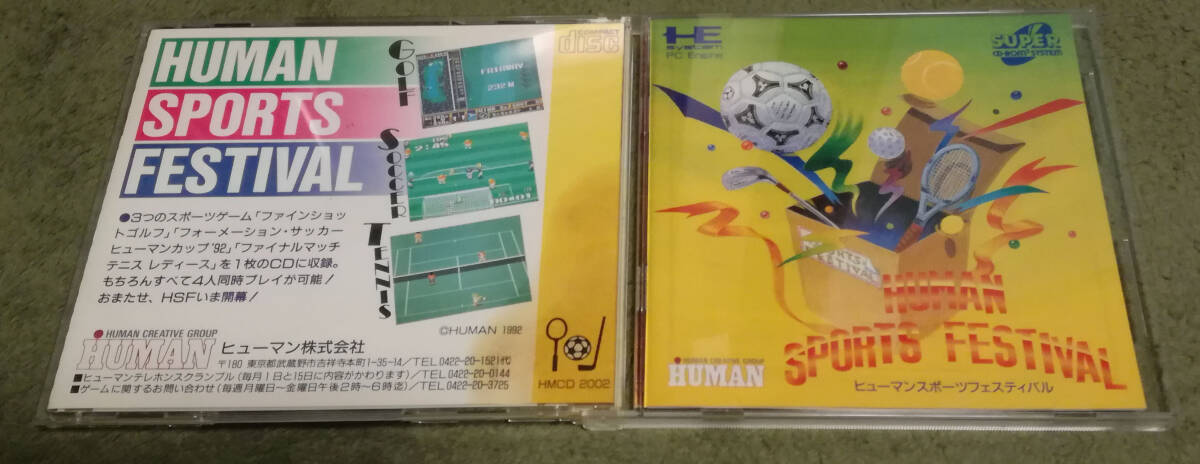 HUMAN
SPORTS
FESTIVAL
COMPACT
disc
GOLF
FAIRWAY
232 M
SOCCER
TENNIS
●3つのスポーツゲーム「ファインショッ
トゴルフ」「フォーメーション・サッカー
ヒューマンカップ'92」「ファイナルマッチ
テニス レディース」を1枚のCDに収録。
もちろんすべて4人同時プレイが可能!
おまたせ、HSFいま開幕!
©HUMAN 1992
● HUMAN CREATIVE GROUP
HUMAN ヒューマン株式会社
〒180 東京都武蔵野市吉祥寺本町1-35-14/TEL0422-20-1521代
■ヒューマンテレホンスクランブル(毎月1日と15日に内容がかわります)/TEL0422-20-0144
■ゲームに関するお問い合わせ(毎週月曜日〜金曜日午後2時〜6時迄)/TEL0422-20-3725
HMCD 2002
HE
system
PC Engine
SUPER
CD-ROM² SYSTEM
SPORTS
FESTIVAL
HUMAN
SPORTS FESTIVAL
● HUMAN CREATIVE GROUP
HUMAN
ヒューマンスポーツフェスティバル